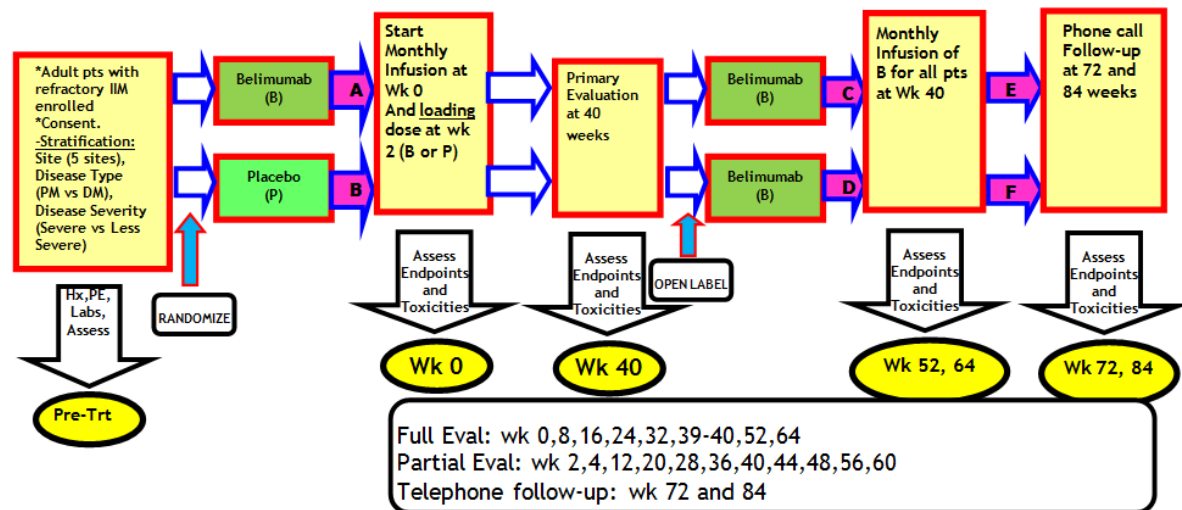 *Adult pts with
refractory IIM
enrolled
*Consent.
-Stratification:
Site (5 sites),
Disease Type
(PM vs DM),
Disease Severity
(Severe vs Less
Severe)
Belimumab
(B)
Placebo
(P)
A
B
Start
Monthly
Infusion at
Wk 0
And loading
dose at wk
2 (B or P)
Primary
Evaluation
at 40
weeks
Belimumab
(B)
Belimumab
(B)
C
D
Monthly
Infusion of
B for all pts
at Wk 40
E
F
Phone call
Follow-up
at 72 and
84 weeks
Hx,PE,
Labs,
Assess
RANDOMIZE
Assess
Endpoints
and
Toxicities
Assess
Endpoints
and
Toxicities
OPEN LABEL
Assess
Endpoints
and
Toxicities
Assess
Endpoints
and
Toxicities
Pre-Trt
Wk 0
Wk 40
Wk 52, 64
Wk 72, 84
Full Eval: wk 0,8,16,24,32,39-40,52,64
Partial Eval: wk 2,4,12,20,28,36,40,44,48,56,60
Telephone follow-up: wk 72 and 84